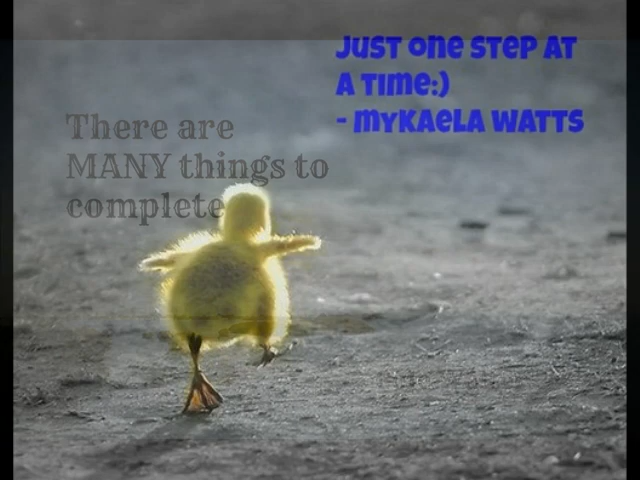 Just one step at
a time:)
- Mykaela Watts
There are
MANY things to
complete